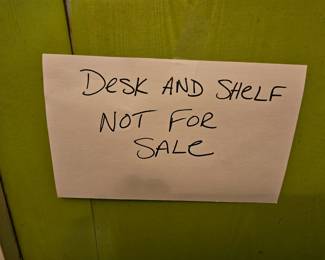 DeSK AND SHeLF
NOT FOR
SALe